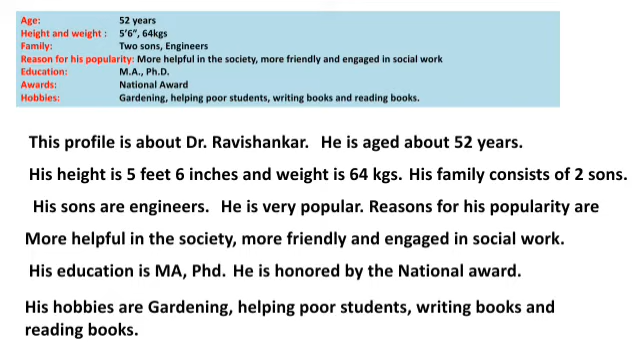 Age: 52 years
Height and weight : 5'6", 64kgs
Family: Two sons, Engineers
Reason for his popularity: More helpful in the society, more friendly and engaged in social work
Education: M.A., Ph.D.
Awards: National Award
Hobbies: Gardening, helping poor students, writing books and reading books.
This profile is about Dr. Ravishankar. He is aged about 52 years.
His height is 5 feet 6 inches and weight is 64 kgs. His family consists of 2 sons.
His sons are engineers. He is very popular. Reasons for his popularity are
More helpful in the society, more friendly and engaged in social work.
His education is MA, Phd. He is honored by the National award.
His hobbies are Gardening, helping poor students, writing books and
reading books.